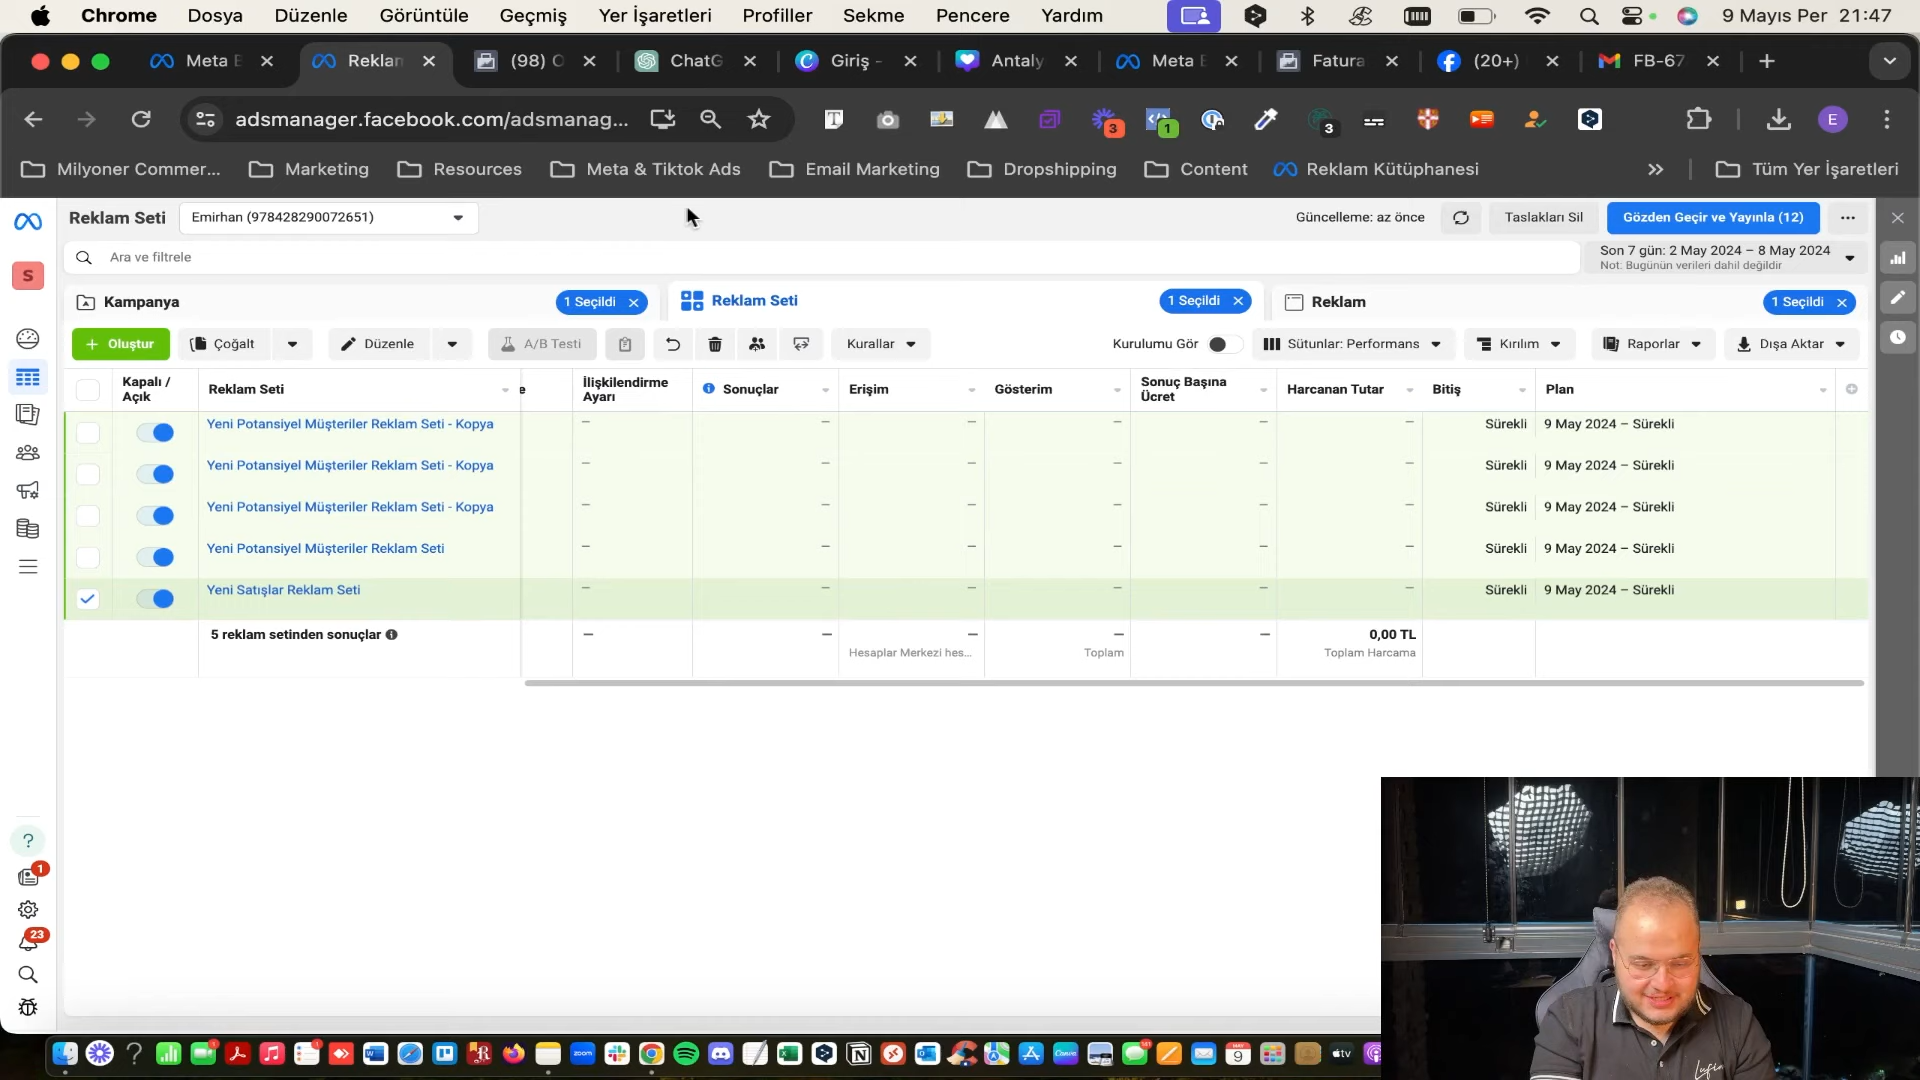 Chrome Dosya Düzenle Görüntüle Geçmiş Yer İşaretleri Profiller Sekme Pencere Yardım 9 Mayıs Per 21:47
Meta Reklam (98) ChatG Giriş - Antaly Meta Fatura (20+) FB-67
adsmanager.facebook.com/adsmanag... 3 1 3 E
Milyoner Commer... Marketing Resources Meta & Tiktok Ads Email Marketing Dropshipping Content Reklam Kütüphanesi Tüm Yer İşaretleri
Reklam Seti Emirhan (978428290072651) Güncelleme: az önce Taslakları Sil Gözden Geçir ve Yayınla (12)
Ara ve filtrele
Son 7 gün: 2 May 2024 – 8 May 2024
Not: Bugünün verileri dahil değildir
S
Kampanya 1 Seçildi Reklam Seti 1 Seçildi Reklam 1 Seçildi
Oluştur Çoğalt Düzenle A/B Testi Kurallar Kurulumu Gör Sütunlar: Performans Kırılım Raporlar Dışa Aktar
Kapalı / Açık Reklam Seti e İlişkilendirme Ayarı Sonuçlar Erişim Gösterim Sonuç Başına Ücret Harcanan Tutar Bitiş Plan
Yeni Potansiyel Müşteriler Reklam Seti - Kopya – – – – – – Sürekli 9 May 2024 – Sürekli
Yeni Potansiyel Müşteriler Reklam Seti - Kopya – – – – – – Sürekli 9 May 2024 – Sürekli
Yeni Potansiyel Müşteriler Reklam Seti - Kopya – – – – – – Sürekli 9 May 2024 – Sürekli
Yeni Potansiyel Müşteriler Reklam Seti – – – – – – Sürekli 9 May 2024 – Sürekli
Yeni Satışlar Reklam Seti – – – – – – Sürekli 9 May 2024 – Sürekli
5 reklam setinden sonuçlar – – – – – 0,00 TL
Hesaplar Merkezi hes... Toplam Toplam Harcama
?
1
23
zoom Canva 9 tv